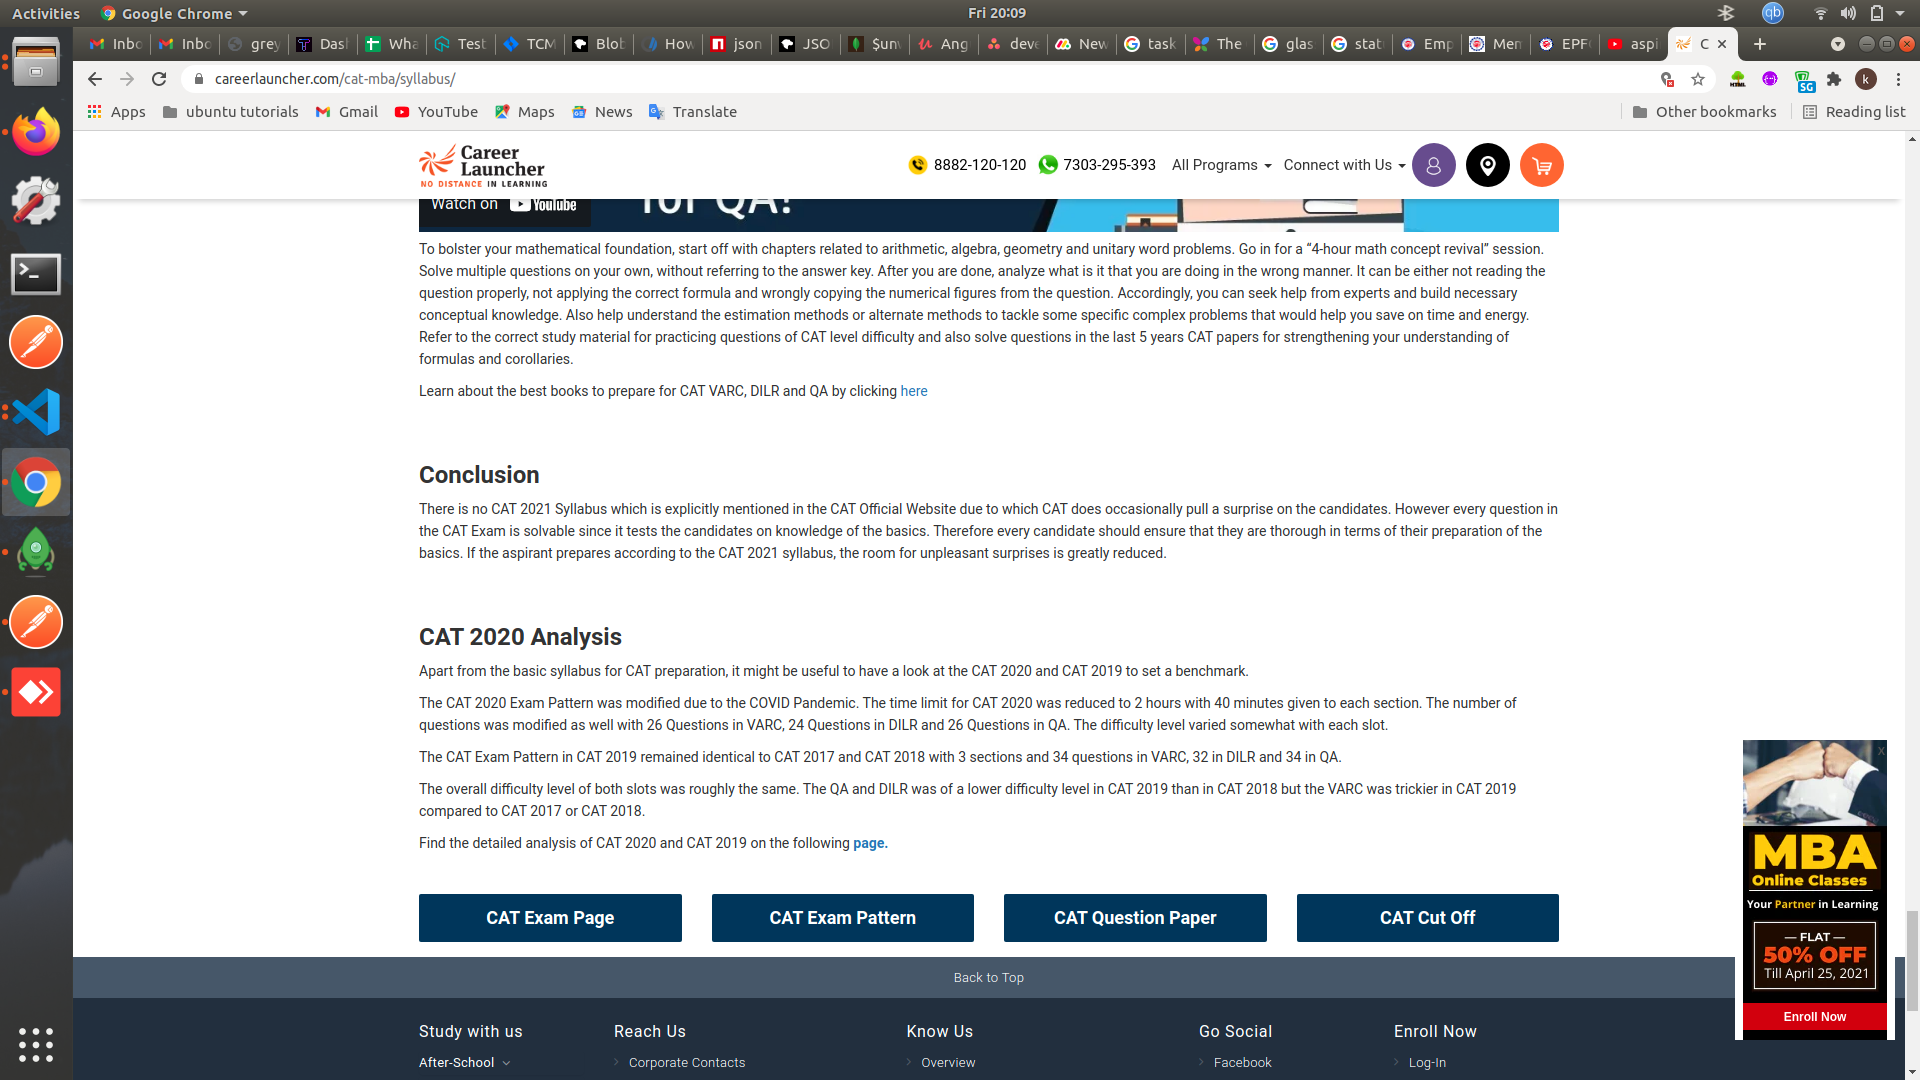 Activities
Google Chrome
Fri 20:09
Inbo
Inbo
grey
Das
Wha
Test
TCM
Blob
How
json
JSO
$un
Ang
deve
New
task
The
glas
stat
Emp
Men
EPF
aspi
C
careerlauncher.com/cat-mba/syllabus/
SG
k
Apps
ubuntu tutorials
Gmail
YouTube
Maps
News
Translate
Other bookmarks
Reading list
Career
Launcher
NO DISTANCE IN LEARNING
8882-120-120
7303-295-393
All Programs
Connect with Us
Watch on YouTube
for QA?
To bolster your mathematical foundation, start off with chapters related to arithmetic, algebra, geometry and unitary word problems. Go in for a “4-hour math concept revival” session.
Solve multiple questions on your own, without referring to the answer key. After you are done, analyze what is it that you are doing in the wrong manner. It can be either not reading the
question properly, not applying the correct formula and wrongly copying the numerical figures from the question. Accordingly, you can seek help from experts and build necessary
conceptual knowledge. Also help understand the estimation methods or alternate methods to tackle some specific complex problems that would help you save on time and energy.
Refer to the correct study material for practicing questions of CAT level difficulty and also solve questions in the last 5 years CAT papers for strengthening your understanding of
formulas and corollaries.
Learn about the best books to prepare for CAT VARC, DILR and QA by clicking here
Conclusion
There is no CAT 2021 Syllabus which is explicitly mentioned in the CAT Official Website due to which CAT does occasionally pull a surprise on the candidates. However every question in
the CAT Exam is solvable since it tests the candidates on knowledge of the basics. Therefore every candidate should ensure that they are thorough in terms of their preparation of the
basics. If the aspirant prepares according to the CAT 2021 syllabus, the room for unpleasant surprises is greatly reduced.
CAT 2020 Analysis
Apart from the basic syllabus for CAT preparation, it might be useful to have a look at the CAT 2020 and CAT 2019 to set a benchmark.
The CAT 2020 Exam Pattern was modified due to the COVID Pandemic. The time limit for CAT 2020 was reduced to 2 hours with 40 minutes given to each section. The number of
questions was modified as well with 26 Questions in VARC, 24 Questions in DILR and 26 Questions in QA. The difficulty level varied somewhat with each slot.
The CAT Exam Pattern in CAT 2019 remained identical to CAT 2017 and CAT 2018 with 3 sections and 34 questions in VARC, 32 in DILR and 34 in QA.
The overall difficulty level of both slots was roughly the same. The QA and DILR was of a lower difficulty level in CAT 2019 than in CAT 2018 but the VARC was trickier in CAT 2019
compared to CAT 2017 or CAT 2018.
Find the detailed analysis of CAT 2020 and CAT 2019 on the following page.
CAT Exam Page
CAT Exam Pattern
CAT Question Paper
CAT Cut Off
X
MBA
Online Classes
Your Partner in Learning
— FLAT —
50% OFF
Till April 25, 2021
Enroll Now
Back to Top
Study with us
Reach Us
Know Us
Go Social
Enroll Now
After-School
Corporate Contacts
Overview
Facebook
Log-In